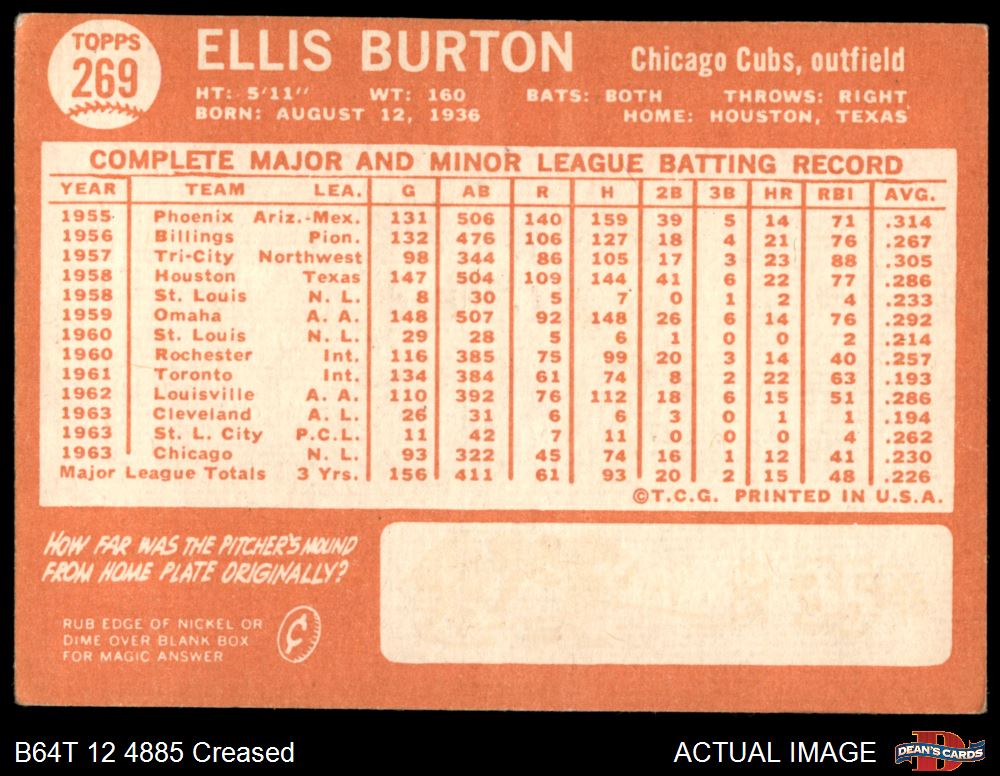 TOPPS
269
ELLIS BURTON
Chicago Cubs, outfield
HT: 5'11" WT: 160 BATS: BOTH THROWS: RIGHT
BORN: AUGUST 12, 1936 HOME: HOUSTON, TEXAS
COMPLETE MAJOR AND MINOR LEAGUE BATTING RECORD
YEAR TEAM LEA. G AB R H 2B 3B HR RBI AVG.
1955 Phoenix Ariz.-Mex. 131 506 140 159 39 5 14 71 .314
1956 Billings Pion. 132 476 106 127 18 4 21 76 .267
1957 Tri-City Northwest 98 344 86 105 17 3 23 88 .305
1958 Houston Texas 147 504 109 144 41 6 22 77 .286
1958 St. Louis N. L. 8 30 5 7 0 1 2 4 .233
1959 Omaha A. A. 148 507 92 148 26 6 14 76 .292
1960 St. Louis N. L. 29 28 5 6 1 0 0 2 .214
1960 Rochester Int. 116 385 75 99 20 3 14 40 .257
1961 Toronto Int. 134 384 61 74 8 2 22 63 .193
1962 Louisville A. A. 110 392 76 112 18 6 15 51 .286
1963 Cleveland A. L. 26 31 6 6 3 0 1 1 .194
1963 St. L. City P.C.L. 11 42 7 11 0 0 0 4 .262
1963 Chicago N. L. 93 322 45 74 16 1 12 41 .230
Major League Totals 3 Yrs. 156 411 61 93 20 2 15 48 .226
©T.C.G. PRINTED IN U.S.A.
HOW FAR WAS THE PITCHER'S MOUND
FROM HOME PLATE ORIGINALLY?
RUB EDGE OF NICKEL OR
DIME OVER BLANK BOX
FOR MAGIC ANSWER
B64T 12 4885 Creased
ACTUAL IMAGE
DEAN'S CARDS